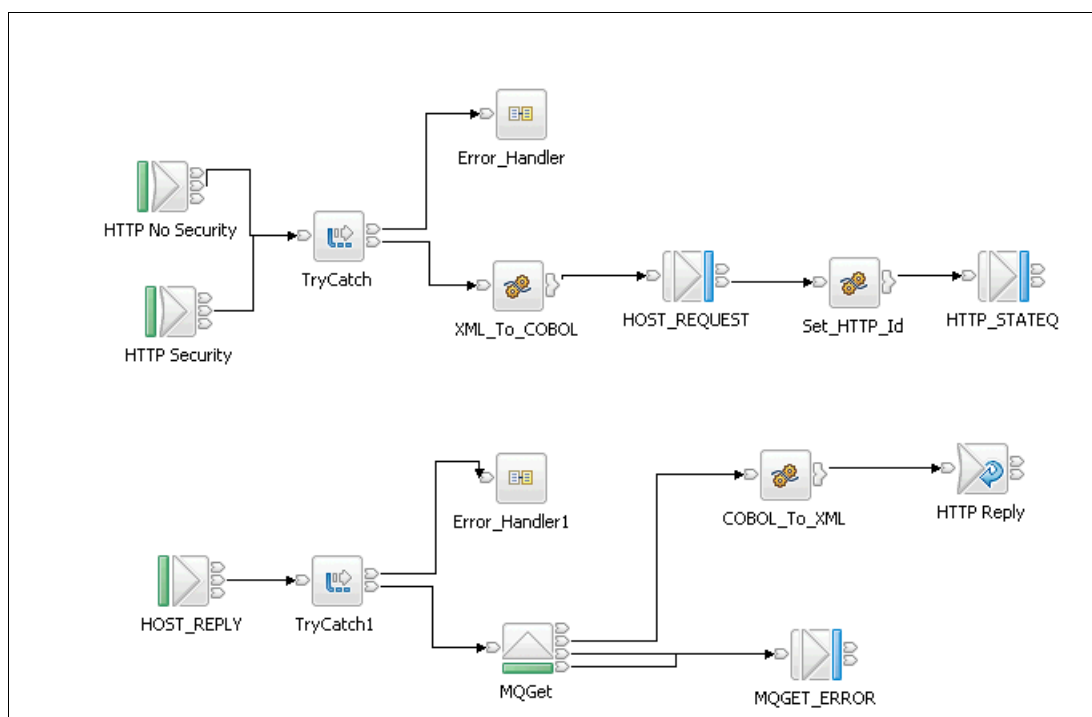 Error_Handler
HTTP No Security
TryCatch
XML_To_COBOL
HOST_REQUEST
Set_HTTP_Id
HTTP_STATEQ
HTTP Security
Error_Handler1
COBOL_To_XML
HTTP Reply
HOST_REPLY
TryCatch1
MQGet
MQGET_ERROR